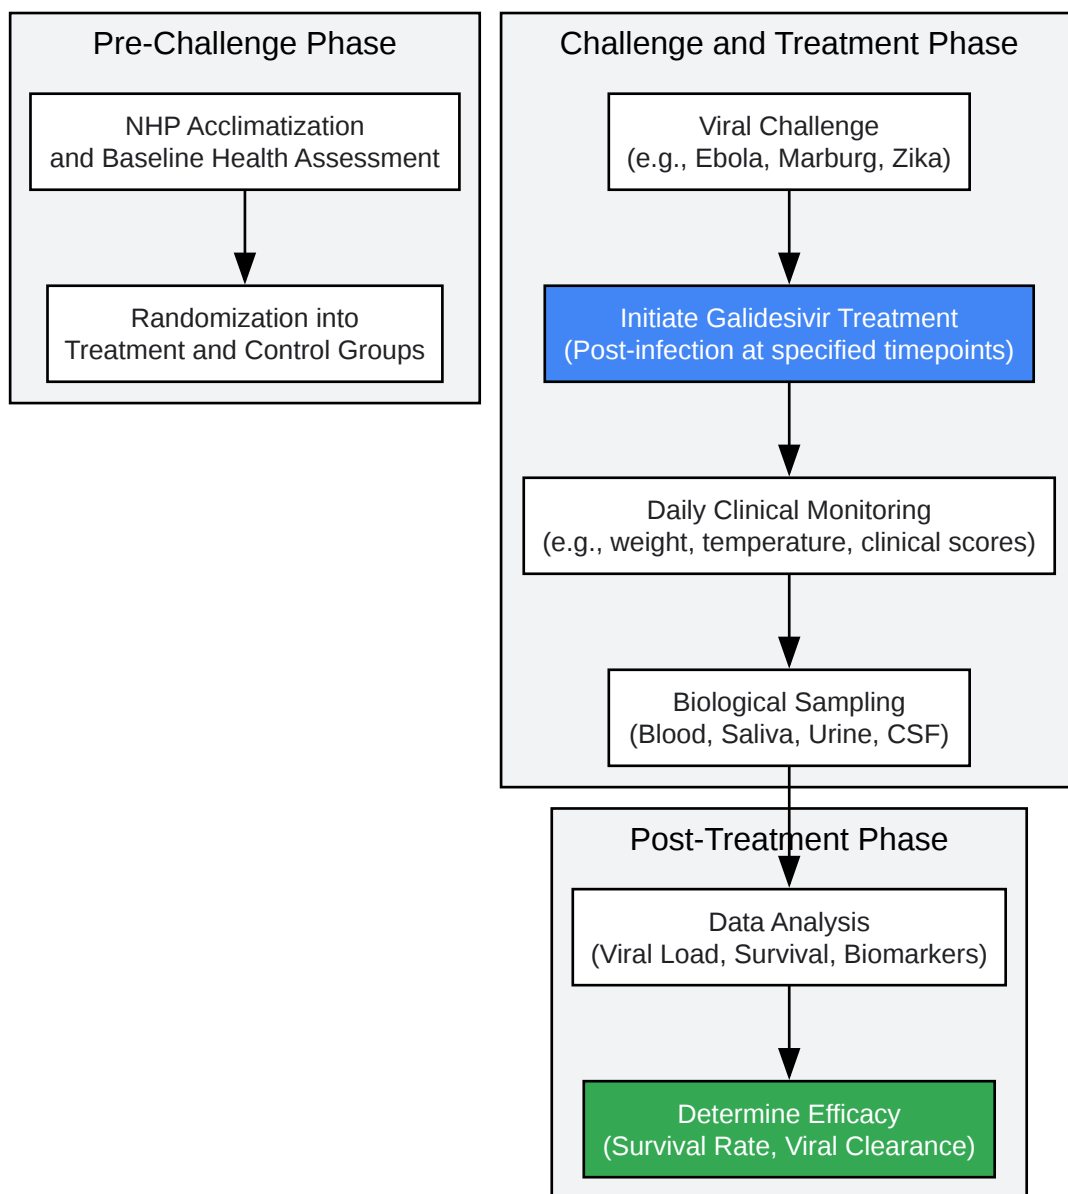 Pre-Challenge Phase
NHP Acclimatization
and Baseline Health Assessment
Randomization into
Treatment and Control Groups
Challenge and Treatment Phase
Viral Challenge
(e.g., Ebola, Marburg, Zika)
Initiate Galidesivir Treatment
(Post-infection at specified timepoints)
Daily Clinical Monitoring
(e.g., weight, temperature, clinical scores)
Biological Sampling
(Blood, Saliva, Urine, CSF)
Post-Treatment Phase
Data Analysis
(Viral Load, Survival, Biomarkers)
Determine Efficacy
(Survival Rate, Viral Clearance)